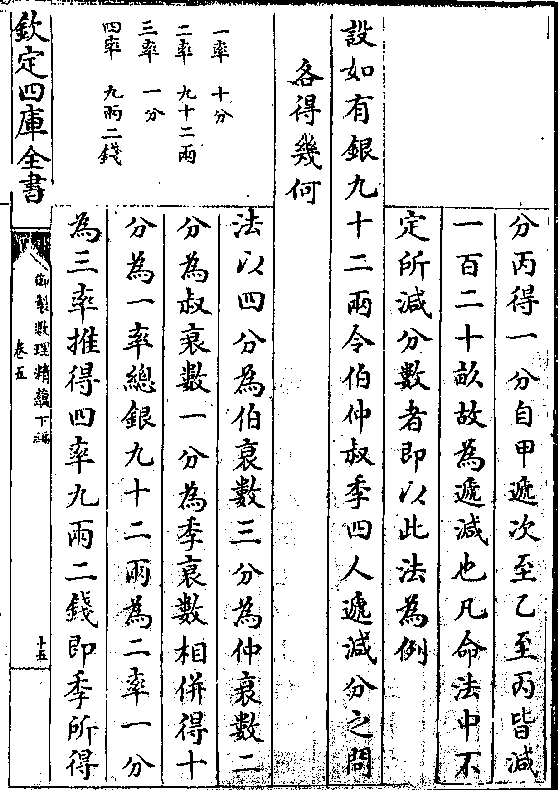 分丙得一分自甲遞次至乙至丙皆減
一百二十畝故為遞減也凡命法中不
定所減分數者即以此法為例
設如有銀九十二兩令伯仲叔季四人遞減分之問
各得幾何
法以四分為伯衰數三分為仲衰數二
分為叔衰數一分為季衰數相併得十
分為一率總銀九十二兩為二率一分
為三率推得四率九兩二錢即季所得
一率 十分
二率 九十二兩
三率 一分
四率 九兩二錢
欽定四庫全書
御製數理精藴下編
卷五
十五